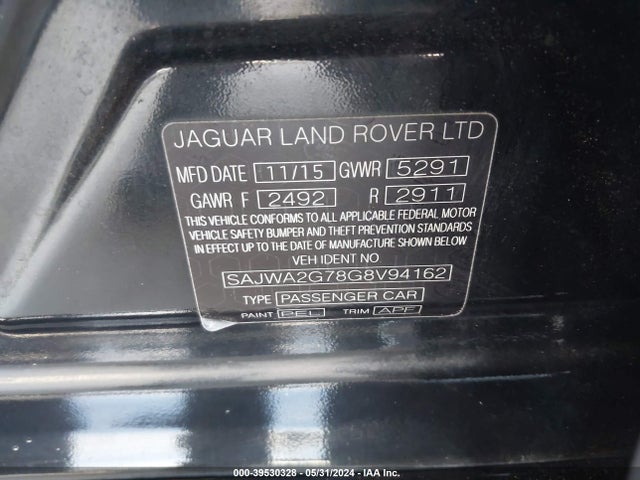 JAGUAR LAND ROVER LTD
MFD DATE 11/15 GVWR 5291
GAWR F 2492 R 2911
THIS VEHICLE CONFORMS TO ALL APPLICABLE FEDERAL MOTOR
VEHICLE SAFETY BUMPER AND THEFT PREVENTION STANDARDS
IN EFFECT UP TO THE DATE OF MANUFACTURE SHOWN BELOW
VEH IDENT NO
SAJWA2G78G8V94162
TYPE PASSENGER CAR
PAINT PEL TRIM APF
000-39530328 - 05/31/2024 - IAA Inc.